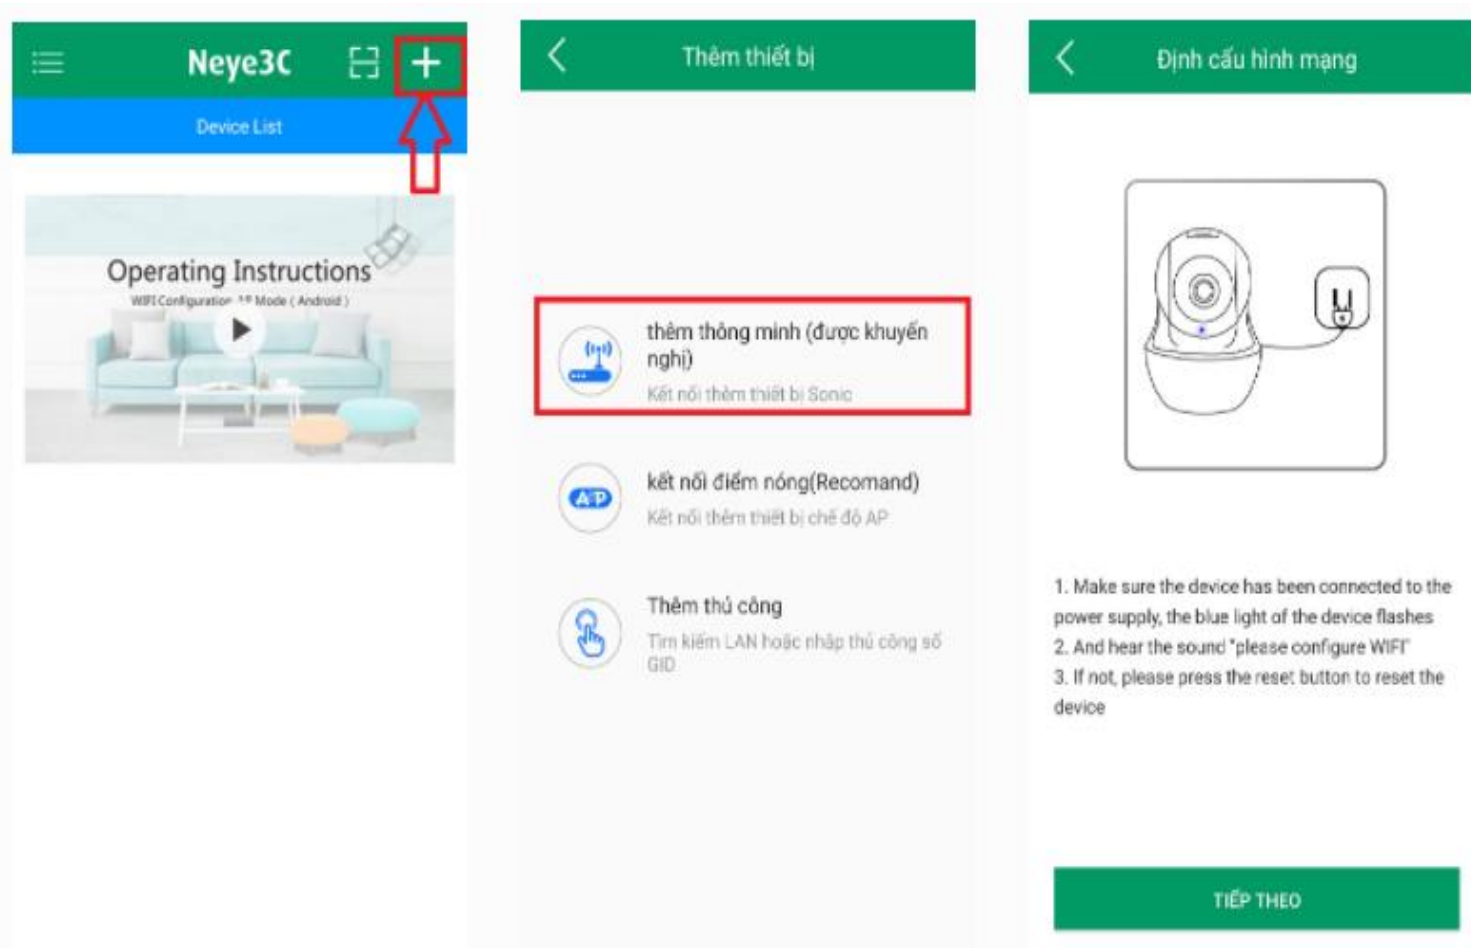 Neye3C
Device List
Operating Instructions
WIFI Configuration AP Mode ( Android )
Thêm thiết bị
thêm thông minh (được khuyến
nghị)
Kết nối thêm thiết bị Sonic
AP
kết nối điểm nóng(Recomand)
Kết nối thêm thiết bị chế độ AP
Thêm thủ công
Tìm kiếm LAN hoặc nhập thủ công số
GID
Định cấu hình mạng
1. Make sure the device has been connected to the
power supply, the blue light of the device flashes
2. And hear the sound "please configure WIFI"
3. If not, please press the reset button to reset the
device
TIẾP THEO